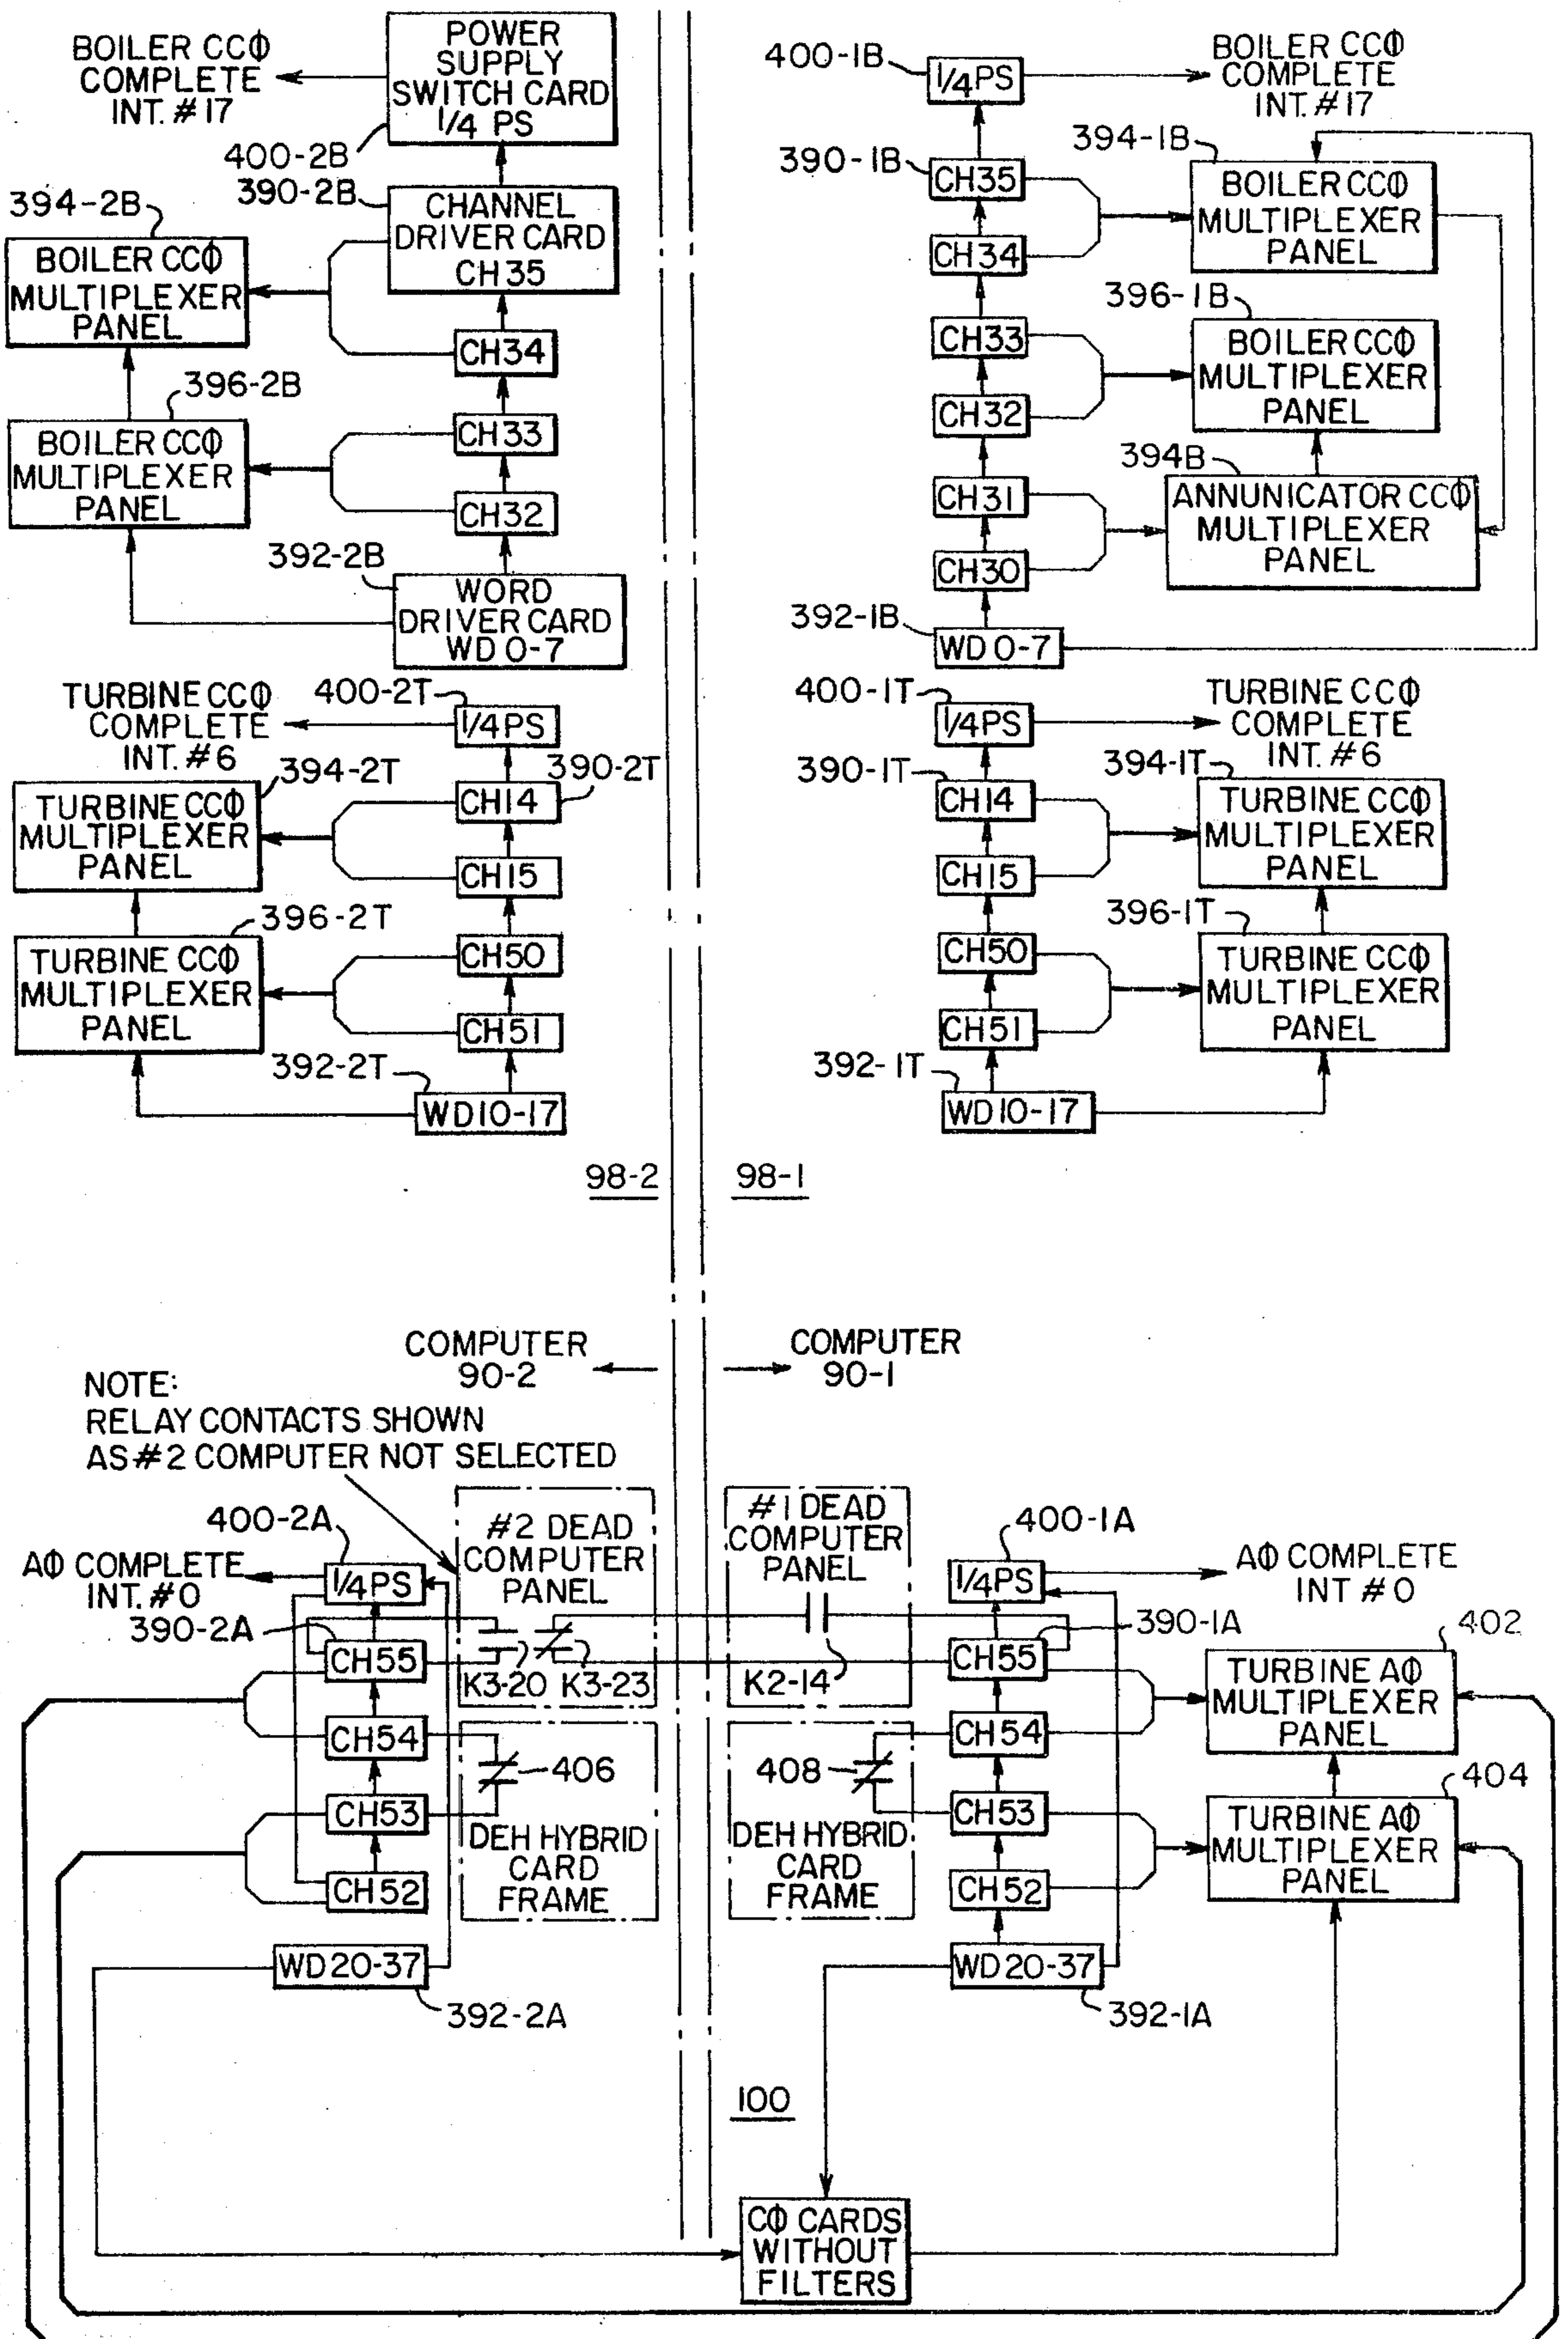 BOILER CCΦ
COMPLETE
INT. #17
POWER
SUPPLY
SWITCH CARD
1/4 PS
400-2B
390-2B
CHANNEL
DRIVER CARD
CH35
394-2B
BOILER CCΦ
MULTIPLEXER
PANEL
CH34
396-2B
CH33
BOILER CCΦ
MULTIPLEXER
PANEL
CH32
392-2B
WORD
DRIVER CARD
WD 0-7
400-1B
1/4 PS
BOILER CCΦ
COMPLETE
INT. #17
390-1B
CH35
394-1B
BOILER CCΦ
MULTIPLEXER
PANEL
CH34
396-1B
CH33
BOILER CCΦ
MULTIPLEXER
PANEL
CH32
394B
CH31
ANNUNICATOR CCΦ
MULTIPLEXER
PANEL
CH30
392-1B
WD 0-7
TURBINE CCΦ
COMPLETE
INT. #6
400-2T
1/4 PS
394-2T
390-2T
CH14
TURBINE CCΦ
MULTIPLEXER
PANEL
CH15
396-2T
CH50
TURBINE CCΦ
MULTIPLEXER
PANEL
CH51
392-2T
WD10-17
400-1T
1/4 PS
TURBINE CCΦ
COMPLETE
INT. #6
390-1T
CH14
394-1T
TURBINE CCΦ
MULTIPLEXER
PANEL
CH15
396-1T
CH50
TURBINE CCΦ
MULTIPLEXER
PANEL
CH51
392-1T
WD10-17
98-2
98-1
COMPUTER
90-2
COMPUTER
90-1
NOTE:
RELAY CONTACTS SHOWN
AS #2 COMPUTER NOT SELECTED
400-2A
AΦ COMPLETE
INT. #0
1/4 PS
390-2A
CH55
#2 DEAD
COMPUTER
PANEL
K3-20
K3-23
#1 DEAD
COMPUTER
PANEL
K2-14
400-1A
1/4 PS
AΦ COMPLETE
INT #0
390-1A
CH55
402
TURBINE AΦ
MULTIPLEXER
PANEL
CH54
406
CH53
DEH HYBRID
CARD
FRAME
CH52
WD20-37
392-2A
408
CH54
CH53
DEH HYBRID
CARD
FRAME
CH52
404
TURBINE AΦ
MULTIPLEXER
PANEL
WD20-37
392-1A
100
CΦ CARDS
WITHOUT
FILTERS